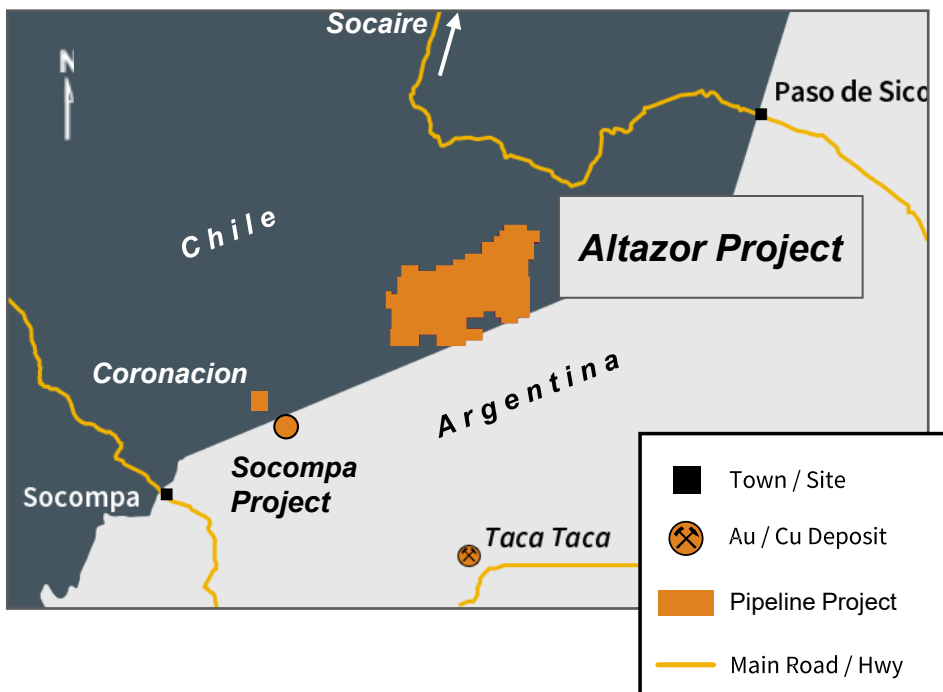 Socaire
N
Paso de Sico
Chile
Altazor Project
Coronacion
Argentina
Socompa
Project
Socompa
Taca Taca
Town / Site
Au / Cu Deposit
Pipeline Project
Main Road / Hwy